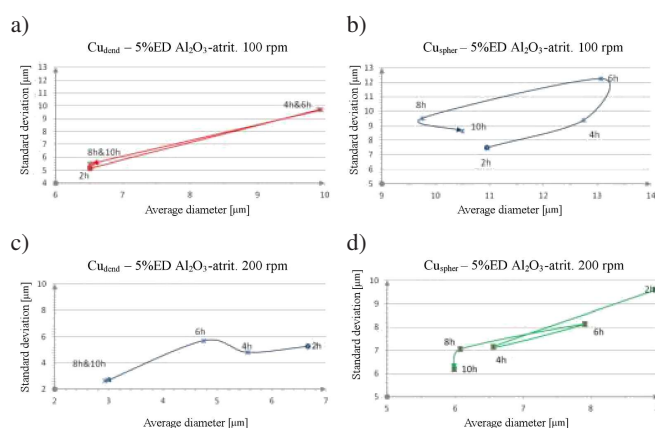 a)
Cu_dend – 5%ED Al₂O₃-atrit. 100 rpm
Standard deviation [μm]
13
12
11
10
9
8
7
6
5
4
4h&6h
8h&10h
2h
6 7 8 9 10
Average diameter [μm]
b)
Cu_spher – 5%ED Al₂O₃-atrit. 100 rpm
Standard deviation [μm]
13
12
11
10
9
8
7
6
5
6h
8h
10h
4h
2h
9 10 11 12 13 14
Average diameter [μm]
c)
Cu_dend – 5%ED Al₂O₃-atrit. 200 rpm
Standard deviation [μm]
10
8
6
4
2
6h
4h
2h
8h&10h
2 3 4 5 6 7
Average diameter [μm]
d)
Cu_spher – 5%ED Al₂O₃-atrit. 200 rpm
Standard deviation [μm]
10
9
8
7
6
5
2h
6h
8h
4h
10h
5 6 7 8 9
Average diameter [μm]